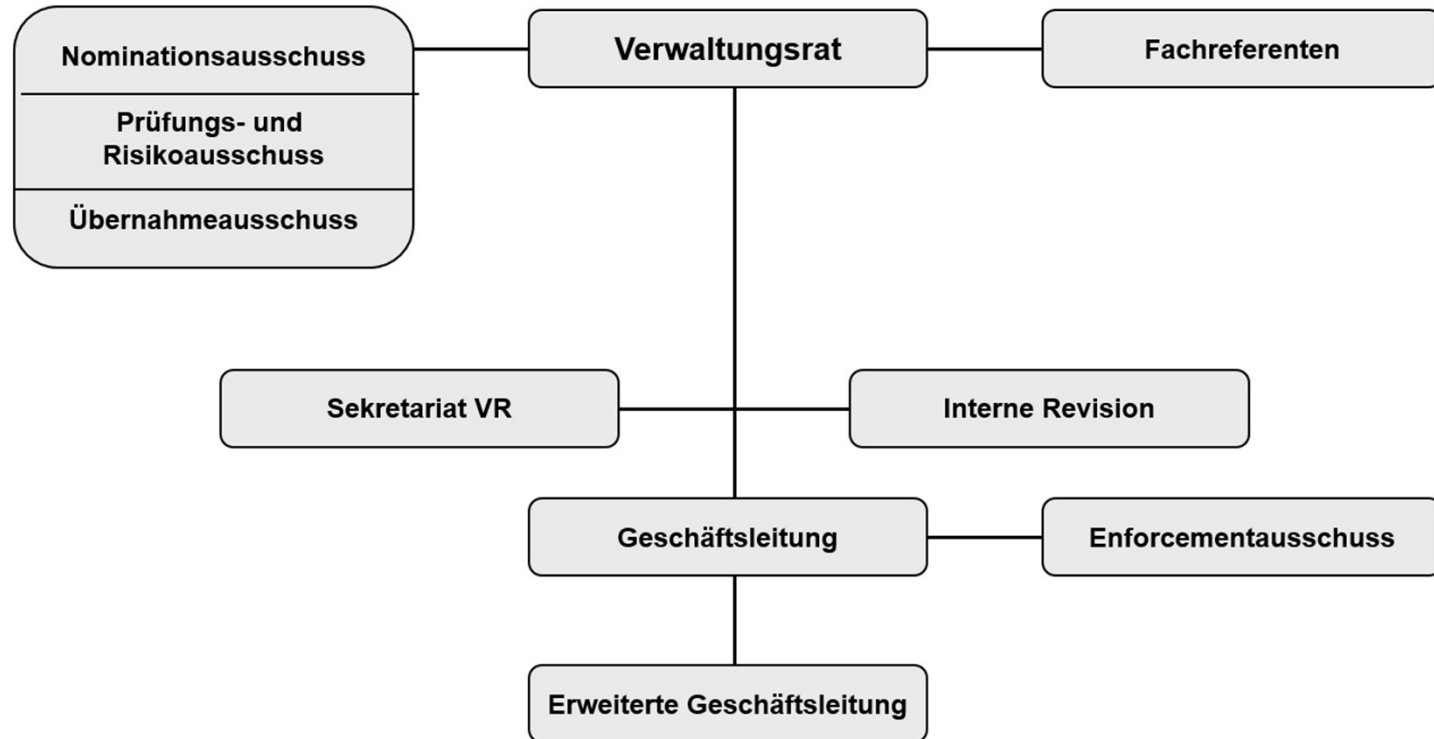 Nominationsausschuss
Prüfungs- und
Risikoausschuss
Übernahmeausschuss
Verwaltungsrat
Fachreferenten
Sekretariat VR
Interne Revision
Geschäftsleitung
Enforcementausschuss
Erweiterte Geschäftsleitung